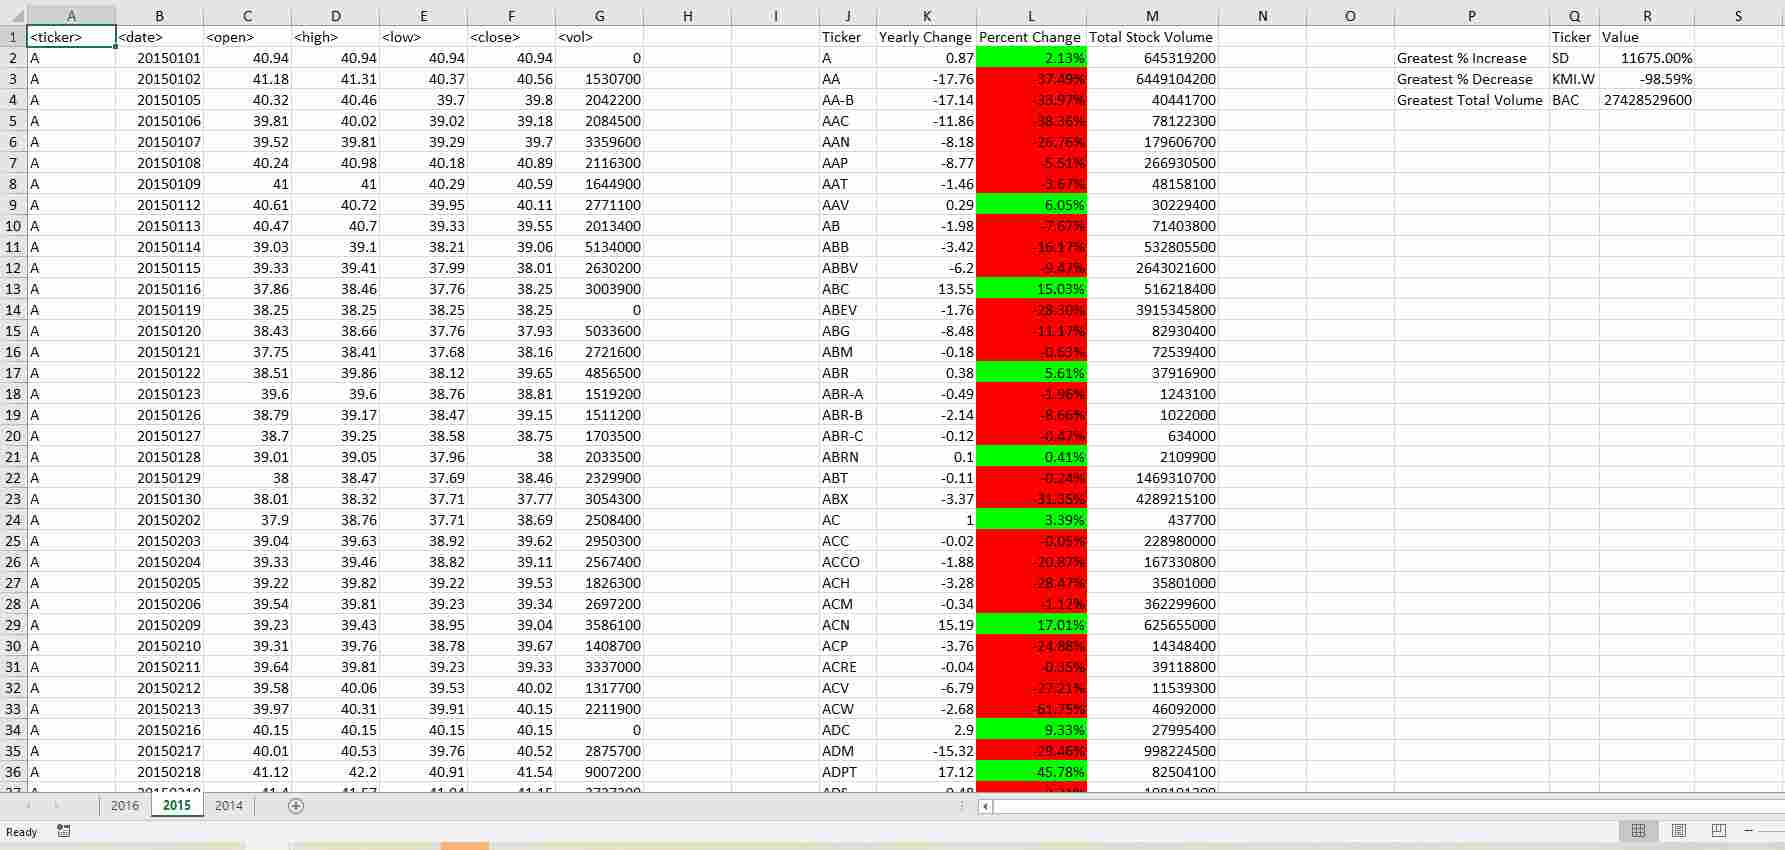 A B C D E F G H I J K L M N O P Q R S
1 <ticker> <date> <open> <high> <low> <close> <vol> Ticker Yearly Change Percent Change Total Stock Volume Ticker Value
2 A 20150101 40.94 40.94 40.94 40.94 0 A 0.87 2.13% 645319200 Greatest % Increase SD 11675.00%
3 A 20150102 41.18 41.31 40.37 40.56 1530700 AA -17.76 -37.49% 6449104200 Greatest % Decrease KMI.W -98.59%
4 A 20150105 40.32 40.46 39.7 39.8 2042200 AA-B -17.14 -33.97% 40441700 Greatest Total Volume BAC 27428529600
5 A 20150106 39.81 40.02 39.02 39.18 2084500 AAC -11.86 -38.36% 78122300
6 A 20150107 39.52 39.81 39.29 39.7 3359600 AAN -8.18 -26.76% 179606700
7 A 20150108 40.24 40.98 40.18 40.89 2116300 AAP -8.77 -5.51% 266930500
8 A 20150109 41 41 40.29 40.59 1644900 AAT -1.46 -3.67% 48158100
9 A 20150112 40.61 40.72 39.95 40.11 2771100 AAV 0.29 6.05% 30229400
10 A 20150113 40.47 40.7 39.33 39.55 2013400 AB -1.98 -7.67% 71403800
11 A 20150114 39.03 39.1 38.21 39.06 5134000 ABB -3.42 -16.17% 532805500
12 A 20150115 39.33 39.41 37.99 38.01 2630200 ABBV -6.2 -9.47% 2643021600
13 A 20150116 37.86 38.46 37.76 38.25 3003900 ABC 13.55 15.03% 516218400
14 A 20150119 38.25 38.25 38.25 38.25 0 ABEV -1.76 -28.30% 3915345800
15 A 20150120 38.43 38.66 37.76 37.93 5033600 ABG -8.48 -11.17% 82930400
16 A 20150121 37.75 38.41 37.68 38.16 2721600 ABM -0.18 -0.63% 72539400
17 A 20150122 38.51 39.86 38.12 39.65 4856500 ABR 0.38 5.61% 37916900
18 A 20150123 39.6 39.6 38.76 38.81 1519200 ABR-A -0.49 -1.96% 1243100
19 A 20150126 38.79 39.17 38.47 39.15 1511200 ABR-B -2.14 -8.66% 1022000
20 A 20150127 38.7 39.25 38.58 38.75 1703500 ABR-C -0.12 -0.47% 634000
21 A 20150128 39.01 39.05 37.96 38 2033500 ABRN 0.1 0.41% 2109900
22 A 20150129 38 38.47 37.69 38.46 2329900 ABT -0.11 -0.24% 1469310700
23 A 20150130 38.01 38.32 37.71 37.77 3054300 ABX -3.37 -31.35% 4289215100
24 A 20150202 37.9 38.76 37.71 38.69 2508400 AC 1 3.39% 437700
25 A 20150203 39.04 39.63 38.92 39.62 2950300 ACC -0.02 -0.05% 228980000
26 A 20150204 39.33 39.46 38.82 39.11 2567400 ACCO -1.88 -20.87% 167330800
27 A 20150205 39.22 39.82 39.22 39.53 1826300 ACH -3.28 -28.47% 35801000
28 A 20150206 39.54 39.81 39.23 39.34 2697200 ACM -0.34 -1.12% 362299600
29 A 20150209 39.23 39.43 38.95 39.04 3586100 ACN 15.19 17.01% 625655000
30 A 20150210 39.31 39.76 38.78 39.67 1408700 ACP -3.76 -24.88% 14348400
31 A 20150211 39.64 39.81 39.23 39.33 3337000 ACRE -0.04 -0.35% 39118800
32 A 20150212 39.58 40.06 39.53 40.02 1317700 ACV -6.79 -27.21% 11539300
33 A 20150213 39.97 40.31 39.91 40.15 2211900 ACW -2.68 -61.75% 46092000
34 A 20150216 40.15 40.15 40.15 40.15 0 ADC 2.9 9.33% 27995400
35 A 20150217 40.01 40.53 39.76 40.52 2875700 ADM -15.32 -29.46% 998224500
36 A 20150218 41.12 42.2 40.91 41.54 9007200 ADPT 17.12 45.78% 82504100
2016 2015 2014
Ready